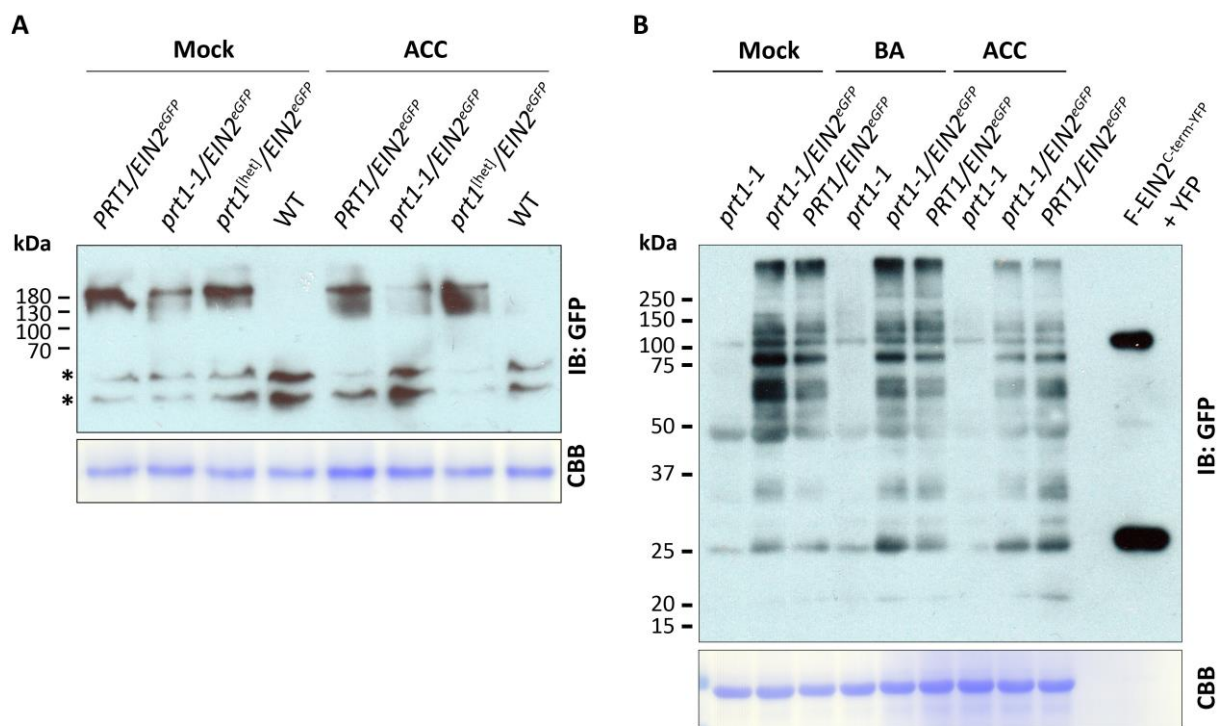 A
Mock ACC
PRT1/EIN2eGFP
prt1-1/EIN2eGFP
prt1[het]/EIN2eGFP
WT
PRT1/EIN2eGFP
prt1-1/EIN2eGFP
prt1[het]/EIN2eGFP
WT
kDa
180
130
100
70
*
*
IB: GFP
CBB
B
Mock BA ACC
prt1-1
prt1-1/EIN2eGFP
PRT1/EIN2eGFP
prt1-1
prt1-1/EIN2eGFP
PRT1/EIN2eGFP
prt1-1
prt1-1/EIN2eGFP
PRT1/EIN2eGFP
F-EIN2C-term-YFP
+ YFP
kDa
250
150
100
75
50
37
25
20
15
IB: GFP
CBB